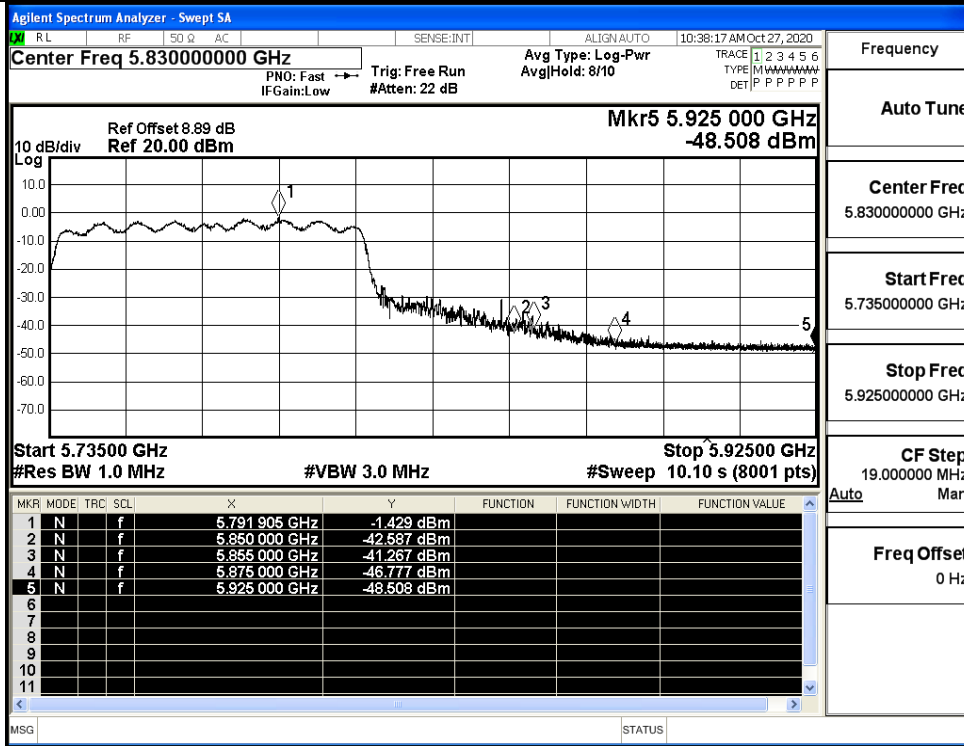 Agilent Spectrum Analyzer - Swept SA
LXI RL RF 50 Ω AC SENSE:INT ALIGN AUTO 10:38:17 AM Oct 27, 2020
Center Freq 5.830000000 GHz
PNO: Fast
IFGain:Low
Trig: Free Run
#Atten: 22 dB
Avg Type: Log-Pwr
Avg|Hold: 8/10
TRACE 1 2 3 4 5 6
TYPE M W W W W W
DET P P P P P P
Mkr5 5.925 000 GHz
-48.508 dBm
Ref Offset 8.89 dB
10 dB/div Ref 20.00 dBm
Log
10.0
0.00
-10.0
-20.0
-30.0
-40.0
-50.0
-60.0
-70.0
1
2
3
4
5
Start 5.73500 GHz Stop 5.92500 GHz
#Res BW 1.0 MHz #VBW 3.0 MHz #Sweep 10.10 s (8001 pts)
MKR MODE TRC SCL X Y FUNCTION FUNCTION WIDTH FUNCTION VALUE
1 N f 5.791 905 GHz -1.429 dBm
2 N f 5.850 000 GHz -42.587 dBm
3 N f 5.855 000 GHz -41.267 dBm
4 N f 5.875 000 GHz -46.777 dBm
5 N f 5.925 000 GHz -48.508 dBm
6
7
8
9
10
11
MSG STATUS
Frequency
Auto Tune
Center Freq
5.830000000 GHz
Start Freq
5.735000000 GHz
Stop Freq
5.925000000 GHz
CF Step
19.000000 MHz
Auto Man
Freq Offset
0 Hz